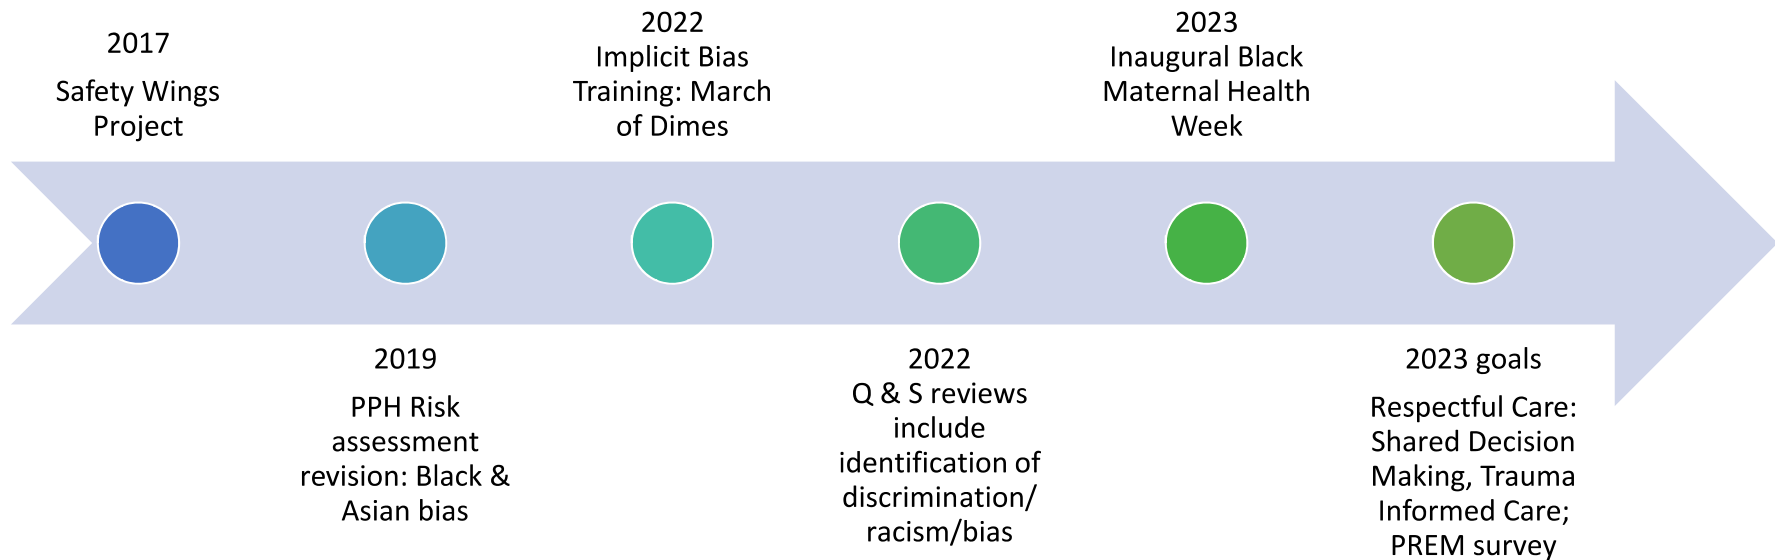 2017
Safety Wings
Project
2019
PPH Risk
assessment
revision: Black &
Asian bias
2022
Implicit Bias
Training: March
of Dimes
2022
Q & S reviews
include
identification of
discrimination/
racism/bias
2023
Inaugural Black
Maternal Health
Week
2023 goals
Respectful Care:
Shared Decision
Making, Trauma
Informed Care;
PREM survey